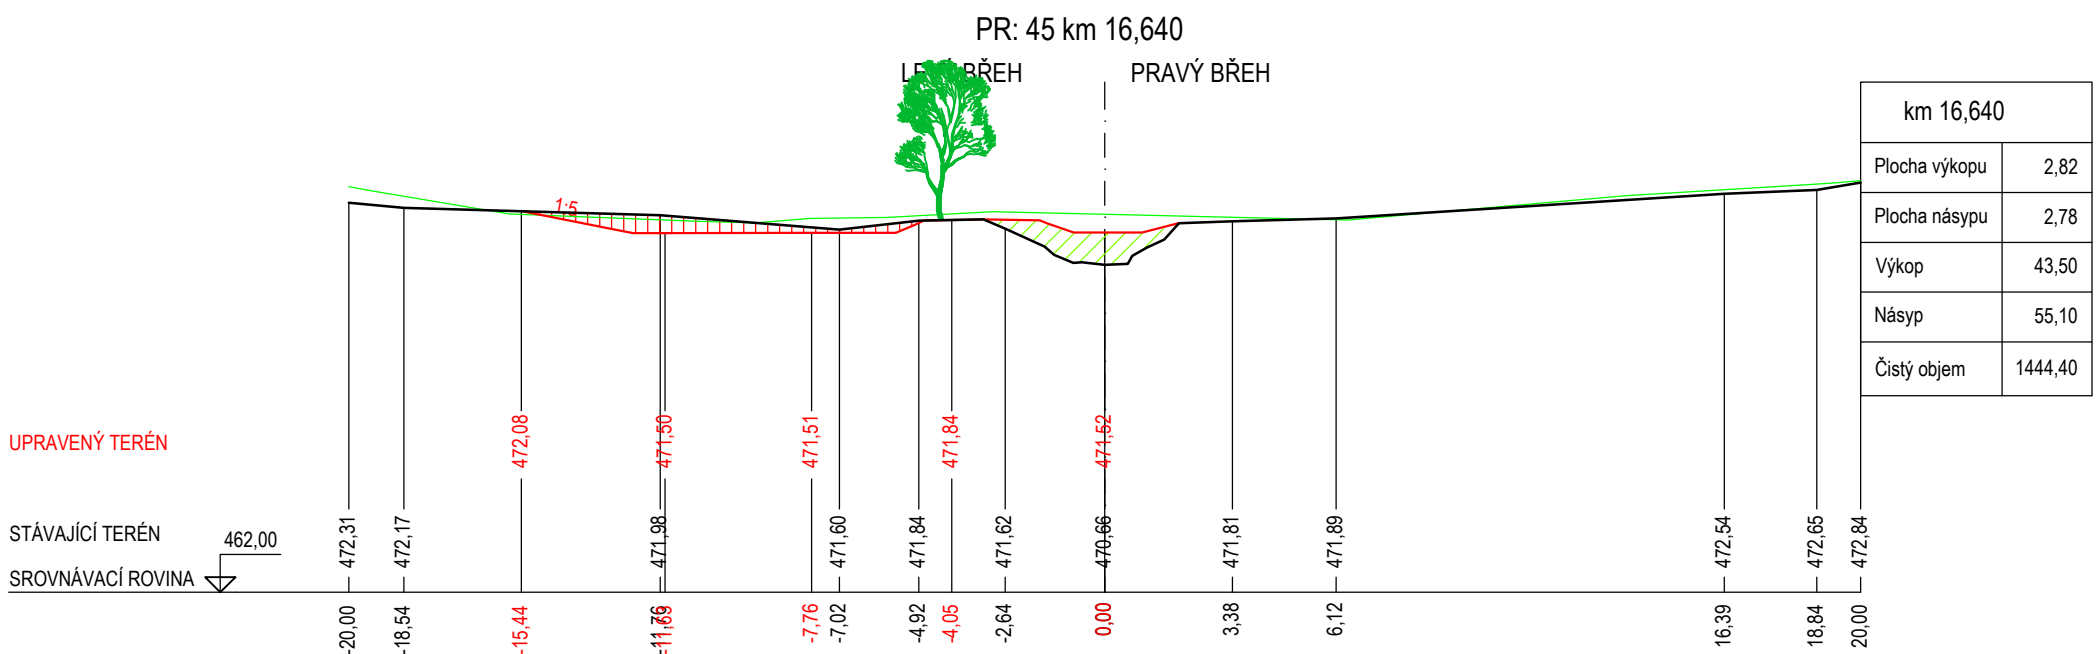 PR: 45 km 16,640
BŘEH
PRAVÝ BŘEH
km 16,640
Plocha výkopu 2,82
Plocha násypu 2,78
Výkop 43,50
Násyp 55,10
Čistý objem 1444,40
1:5
UPRAVENÝ TERÉN
472,08
471,50
471,51
471,84
471,52
STÁVAJÍCÍ TERÉN
472,31
472,17
471,98
471,60
471,84
471,62
470,66
471,81
471,89
472,54
472,65
472,84
462,00
SROVNÁVACÍ ROVINA
-20,00
-18,54
-15,44
-11,76
-7,76
-7,02
-4,92
-4,05
-2,64
0,00
3,38
6,12
16,39
18,84
20,00